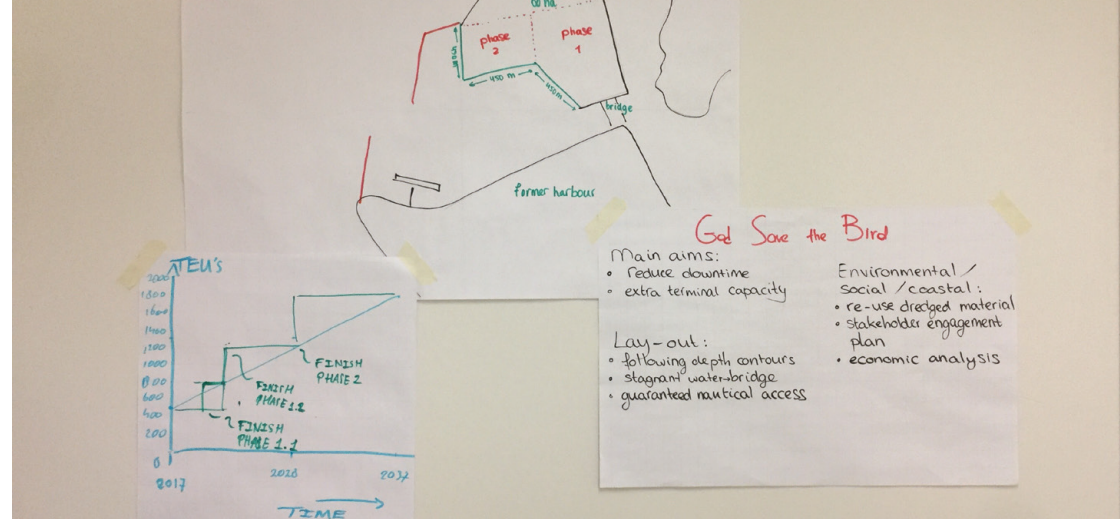 phase
2
phase
1
450 m
450 m
bridge
former harbour
TEU's
2000
1800
1600
1400
1200
1000
800
600
400
200
0
FINISH
PHASE 2
FINISH
PHASE 1.2
FINISH
PHASE 1.1
2017
2028
2037
TIME
God Save the Bird
Main aims:
• reduce downtime
• extra terminal capacity
Lay-out:
• following depth contours
• stagnant water-bridge
• guaranteed nautical access
Environmental /
Social / coastal :
• re-use dredged material
• stakeholder engagement
plan
• economic analysis